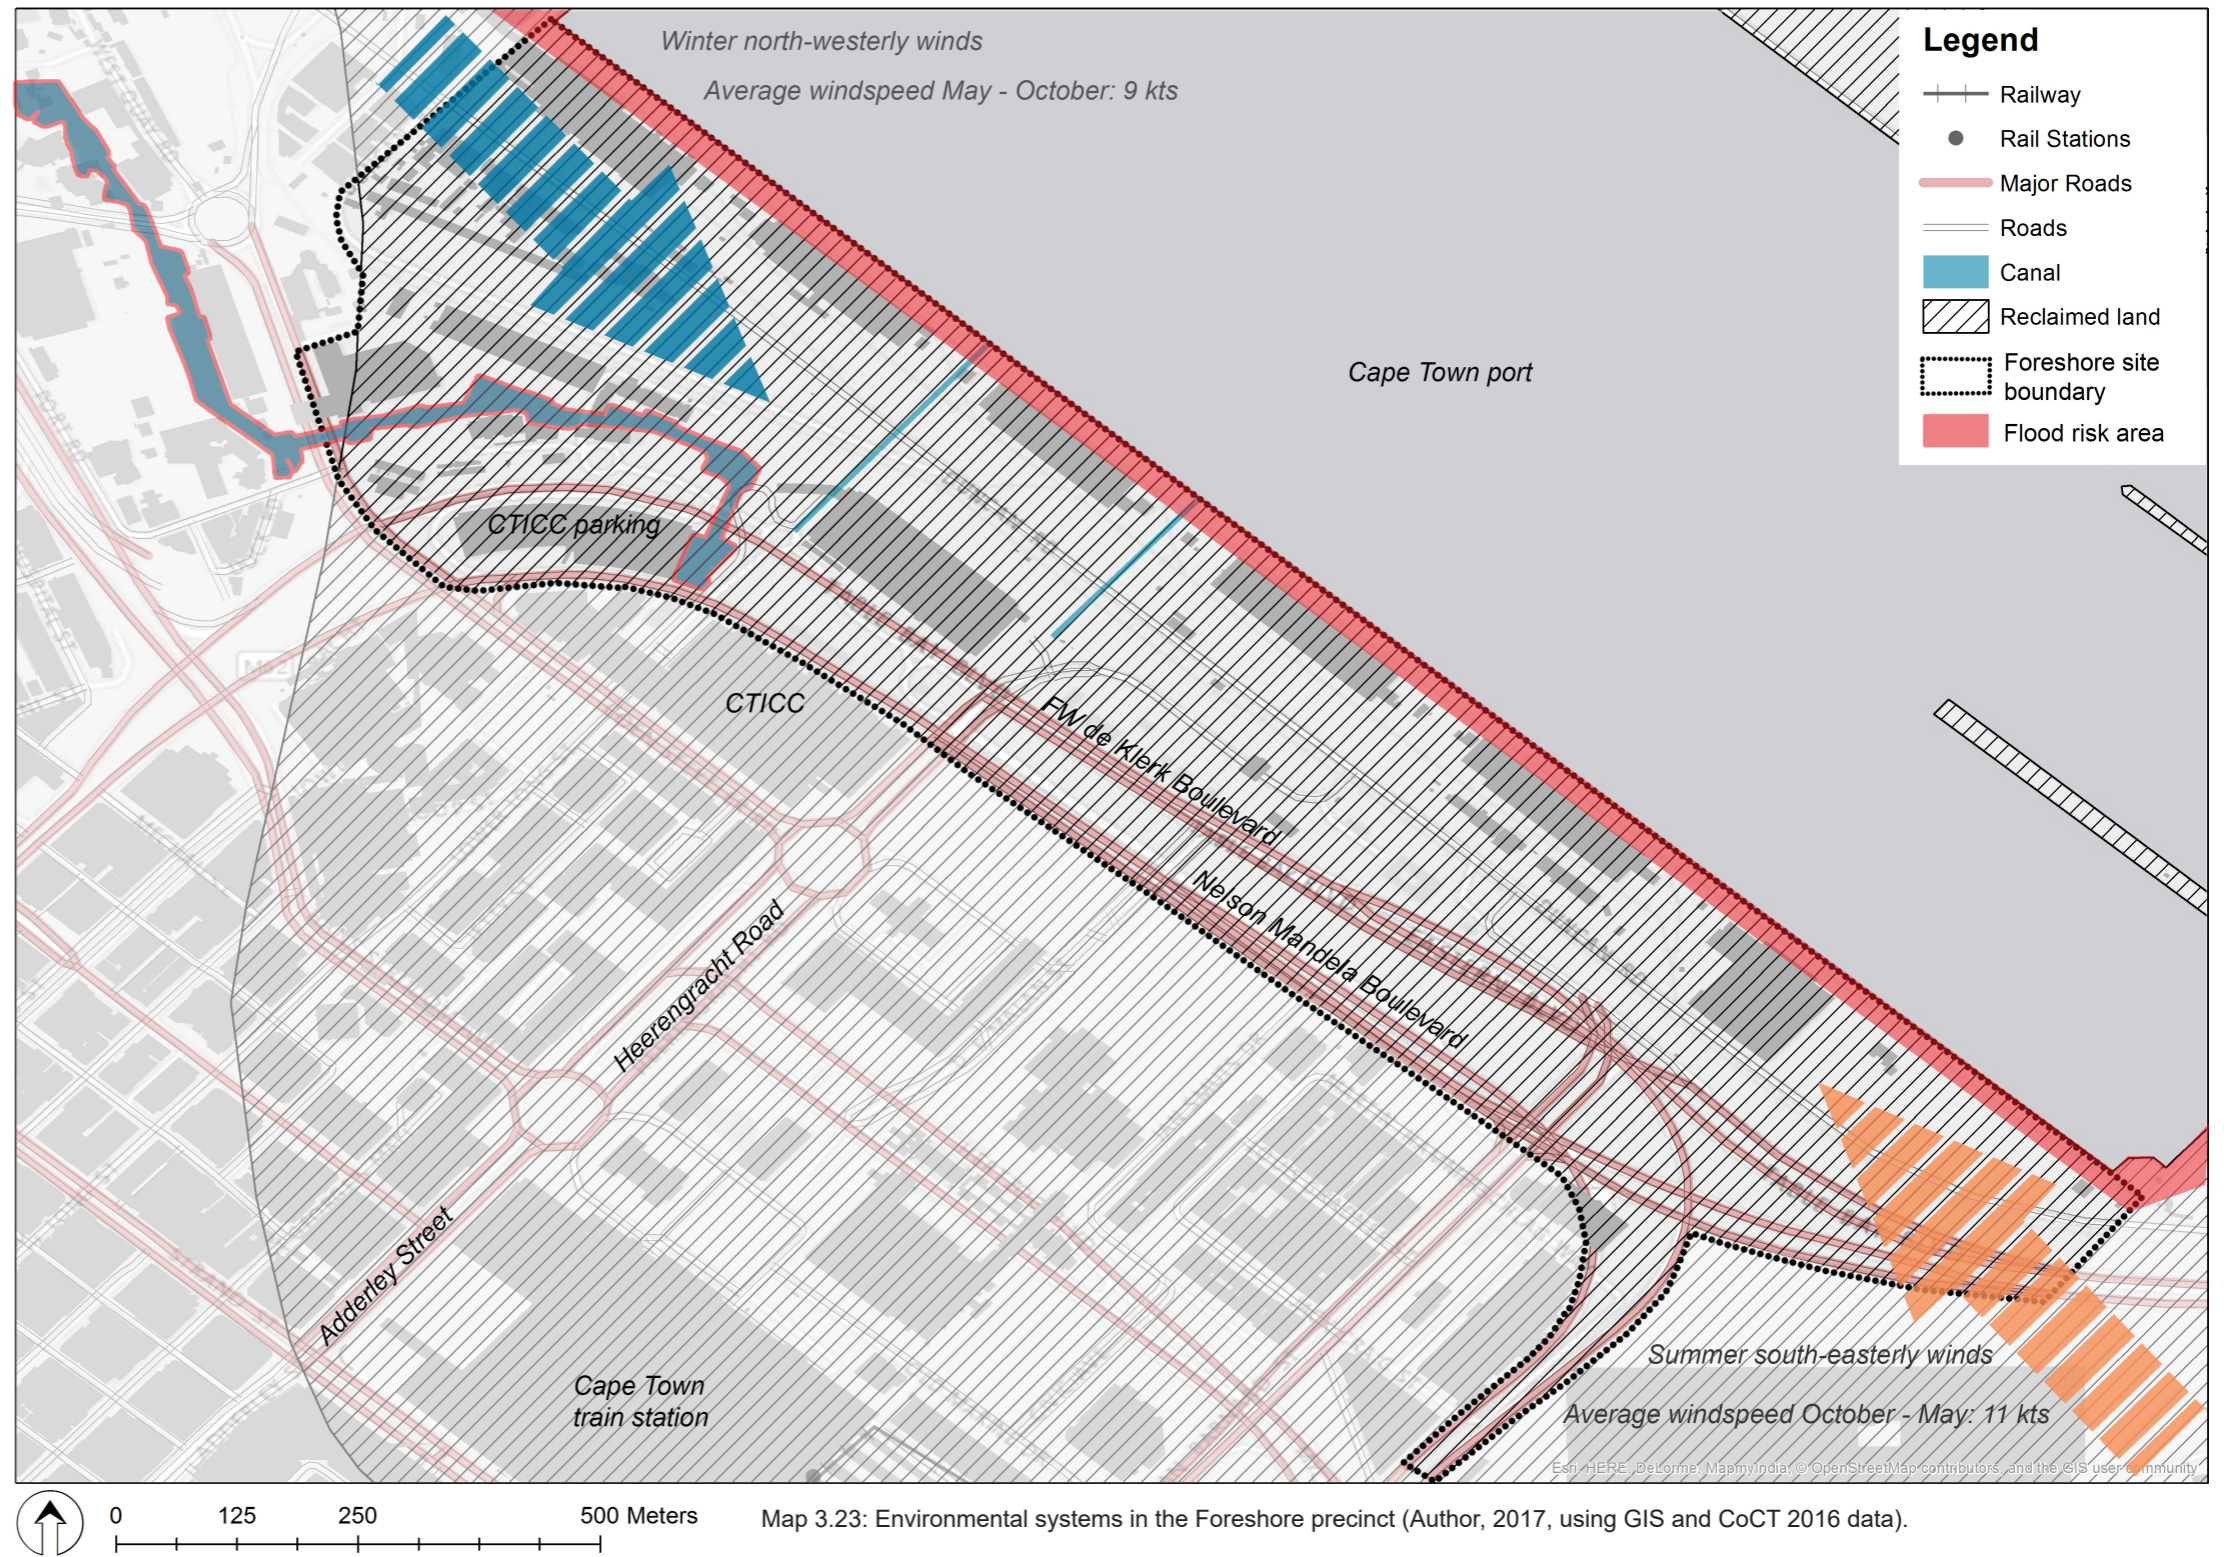 Winter north-westerly winds
Average windspeed May - October: 9 kts
Legend
Railway
Rail Stations
Major Roads
Roads
Canal
Reclaimed land
Foreshore site
boundary
Flood risk area
Cape Town port
CTICC parking
CTICC
FW de Klerk Boulevard
Nelson Mandela Boulevard
Heerengracht Road
Adderley Street
Cape Town
train station
Summer south-easterly winds
Average windspeed October - May: 11 kts
Esri, HERE, DeLorme, MapmyIndia, © OpenStreetMap contributors, and the GIS user community
0 125 250 500 Meters
Map 3.23: Environmental systems in the Foreshore precinct (Author, 2017, using GIS and CoCT 2016 data).